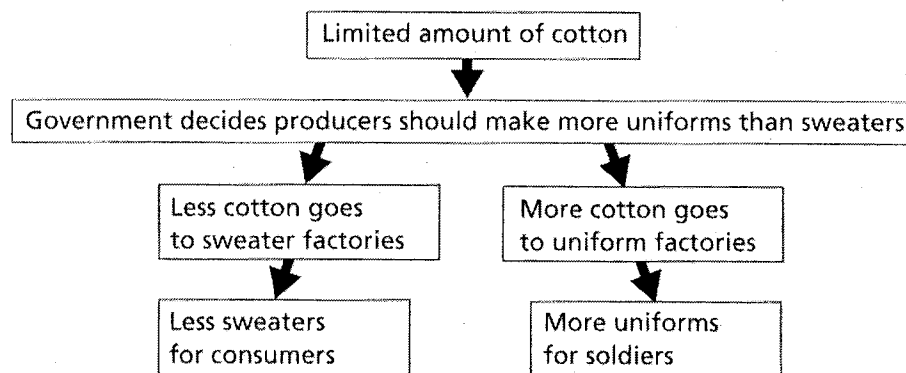 Limited amount of cotton
Government decides producers should make more uniforms than sweaters
Less cotton goes
to sweater factories
More cotton goes
to uniform factories
Less sweaters
for consumers
More uniforms
for soldiers